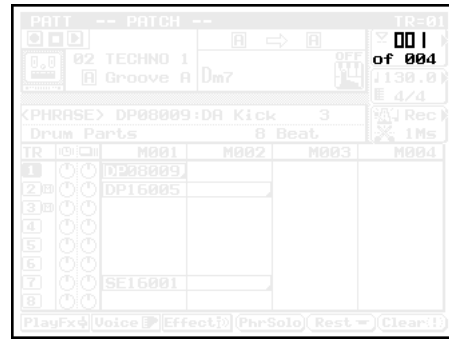 PATT -- PATCH -- TR=01
A ⇨ A 001
02 TECHNO 1 OFF of 004
A Groove A Dm7 ♩130.0
4/4
<PHRASE> DP08009:DA Kick 3 Rec
Drum Parts 8 Beat 1Ms
TR M001 M002 M003 M004
1 DP08009
2 DP16005
3
4
5
6
7 SE16001
8
PlayFx Voice Effect PhrSolo Rest Clear